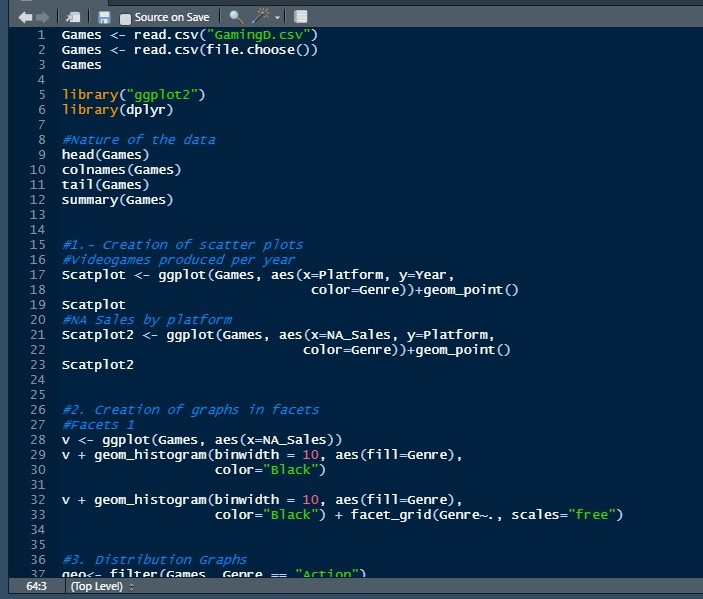 Source on Save
1 Games <- read.csv("GamingD.csv")
2 Games <- read.csv(file.choose())
3 Games
4
5 library("ggplot2")
6 library(dplyr)
7
8 #Nature of the data
9 head(Games)
10 colnames(Games)
11 tail(Games)
12 summary(Games)
13
14
15 #1.- Creation of scatter plots
16 #Videogames produced per year
17 Scatplot <- ggplot(Games, aes(x=Platform, y=Year,
18 color=Genre))+geom_point()
19 Scatplot
20 #NA Sales by platform
21 Scatplot2 <- ggplot(Games, aes(x=NA_Sales, y=Platform,
22 color=Genre))+geom_point()
23 Scatplot2
24
25
26 #2. Creation of graphs in facets
27 #Facets 1
28 v <- ggplot(Games, aes(x=NA_Sales))
29 v + geom_histogram(binwidth = 10, aes(fill=Genre),
30 color="Black")
31
32 v + geom_histogram(binwidth = 10, aes(fill=Genre),
33 color="Black") + facet_grid(Genre~., scales="free")
34
35
36 #3. Distribution Graphs
37 geo<- filter(Games, Genre == "Action")
64:3 (Top Level)